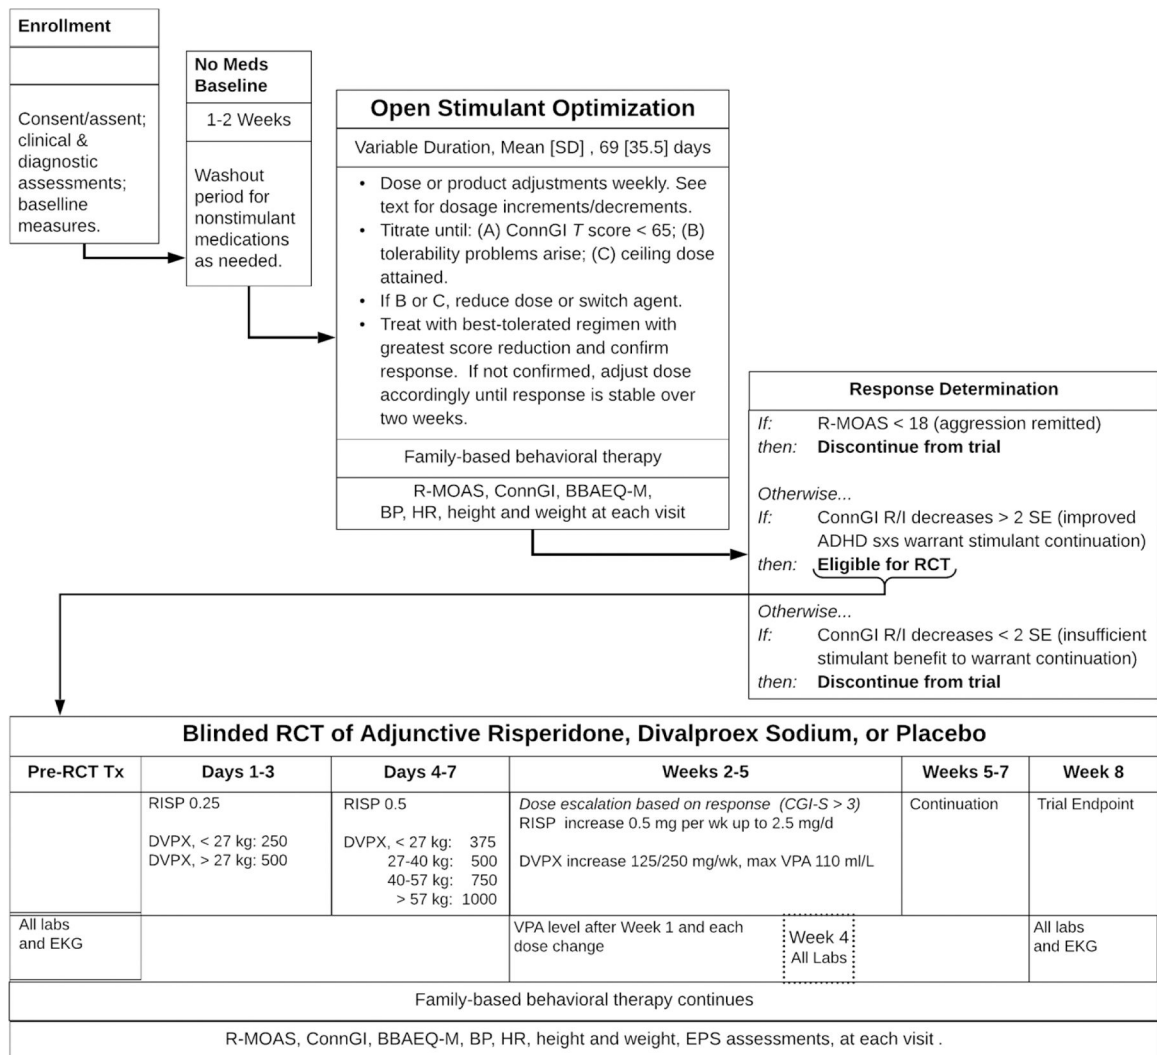 Enrollment
Consent/assent;
clinical &
diagnostic
assessments;
baseline
measures.
No Meds
Baseline
1-2 Weeks
Washout
period for
nonstimulant
medications
as needed.
Open Stimulant Optimization
Variable Duration, Mean [SD] , 69 [35.5] days
• Dose or product adjustments weekly. See
text for dosage increments/decrements.
• Titrate until: (A) ConnGI T score < 65; (B)
tolerability problems arise; (C) ceiling dose
attained.
• If B or C, reduce dose or switch agent.
• Treat with best-tolerated regimen with
greatest score reduction and confirm
response. If not confirmed, adjust dose
accordingly until response is stable over
two weeks.
Family-based behavioral therapy
R-MOAS, ConnGI, BBAEQ-M,
BP, HR, height and weight at each visit
Response Determination
If: R-MOAS < 18 (aggression remitted)
then: Discontinue from trial
Otherwise...
If: ConnGI R/I decreases > 2 SE (improved
ADHD sxs warrant stimulant continuation)
then: Eligible for RCT
Otherwise...
If: ConnGI R/I decreases < 2 SE (insufficient
stimulant benefit to warrant continuation)
then: Discontinue from trial
Blinded RCT of Adjunctive Risperidone, Divalproex Sodium, or Placebo
Pre-RCT Tx
Days 1-3
Days 4-7
Weeks 2-5
Weeks 5-7
Week 8
RISP 0.25
DVPX, < 27 kg: 250
DVPX, > 27 kg: 500
RISP 0.5
DVPX, < 27 kg: 375
27-40 kg: 500
40-57 kg: 750
> 57 kg: 1000
Dose escalation based on response (CGI-S > 3)
RISP increase 0.5 mg per wk up to 2.5 mg/d
DVPX increase 125/250 mg/wk, max VPA 110 ml/L
Continuation
Trial Endpoint
All labs
and EKG
VPA level after Week 1 and each
dose change
Week 4
All Labs
All labs
and EKG
Family-based behavioral therapy continues
R-MOAS, ConnGI, BBAEQ-M, BP, HR, height and weight, EPS assessments, at each visit .